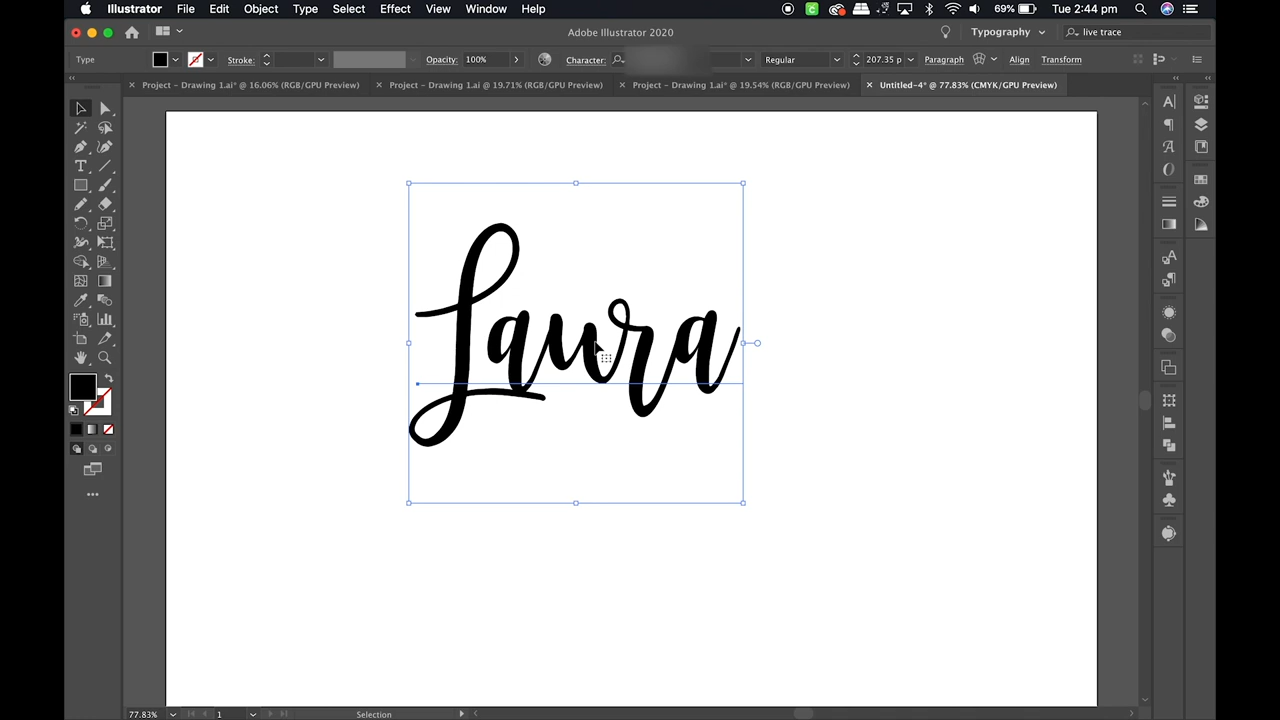 Illustrator File Edit Object Type Select Effect View Window Help 69% Tue 2:44 pm
Adobe Illustrator 2020 Typography live trace
Type Stroke: Opacity: 100% Character: Regular 207.35 p Paragraph Align Transform
Project - Drawing 1.ai* @ 16.06% (RGB/GPU Preview) Project - Drawing 1.ai @ 19.71% (RGB/GPU Preview) Project - Drawing 1.ai* @ 19.54% (RGB/GPU Preview) Untitled-4* @ 77.83% (CMYK/GPU Preview)
Laura
77.83% 1 Selection